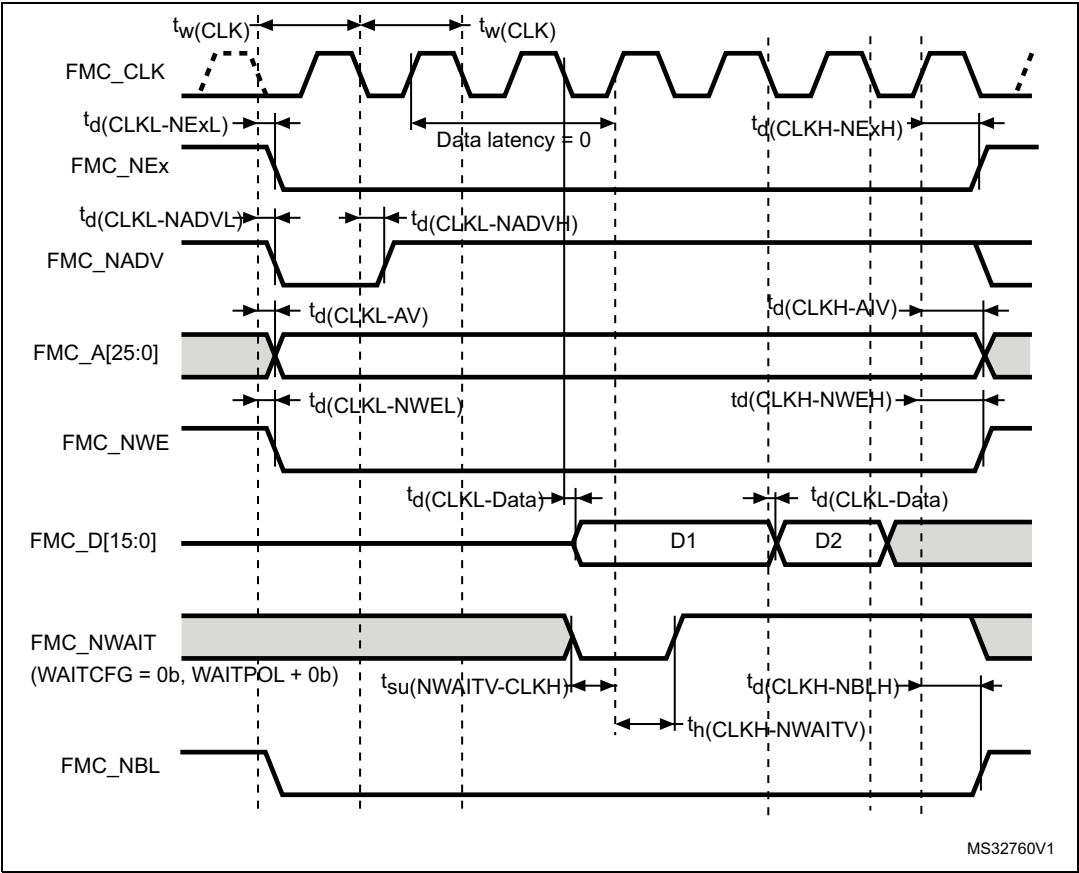 tw(CLK) tw(CLK)
FMC_CLK
td(CLKL-NExL) Data latency = 0 td(CLKH-NExH)
FMC_NEx
td(CLKL-NADVL) td(CLKL-NADVH)
FMC_NADV
td(CLKL-AV) td(CLKH-AIV)
FMC_A[25:0]
td(CLKL-NWEL) td(CLKH-NWEH)
FMC_NWE
td(CLKL-Data) td(CLKL-Data)
FMC_D[15:0] D1 D2
FMC_NWAIT
(WAITCFG = 0b, WAITPOL + 0b)
tsu(NWAITV-CLKH) td(CLKH-NBLH)
th(CLKH-NWAITV)
FMC_NBL
MS32760V1